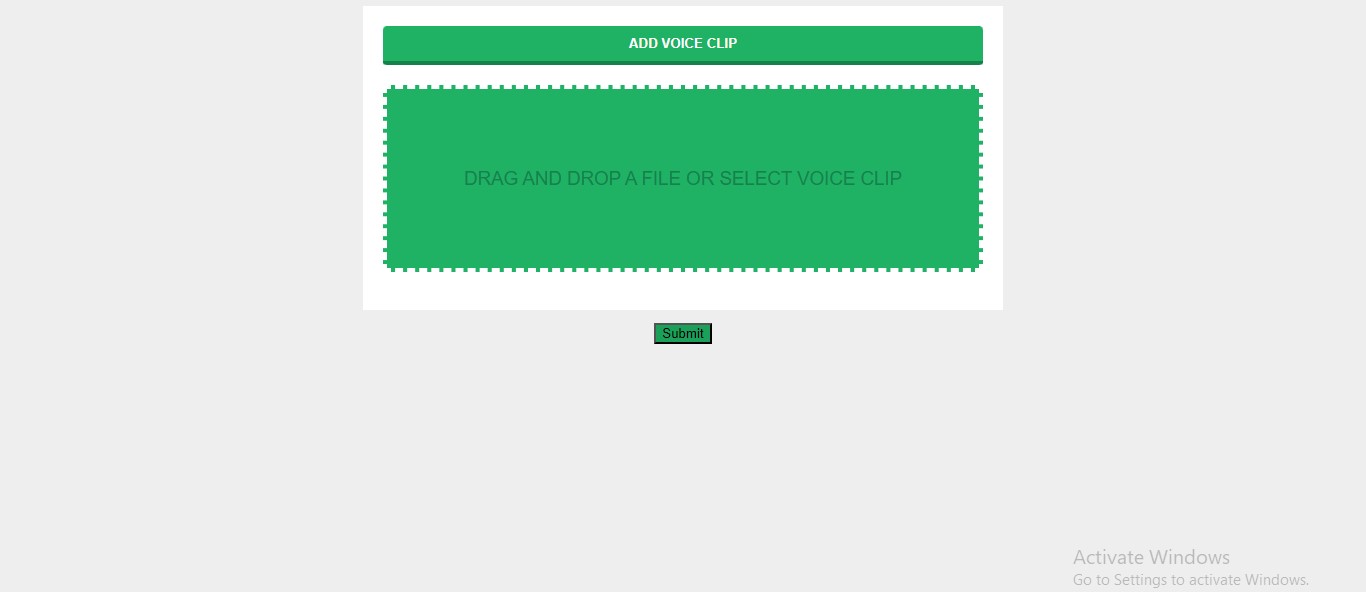 ADD VOICE CLIP
DRAG AND DROP A FILE OR SELECT VOICE CLIP
Submit
Activate Windows
Go to Settings to activate Windows.